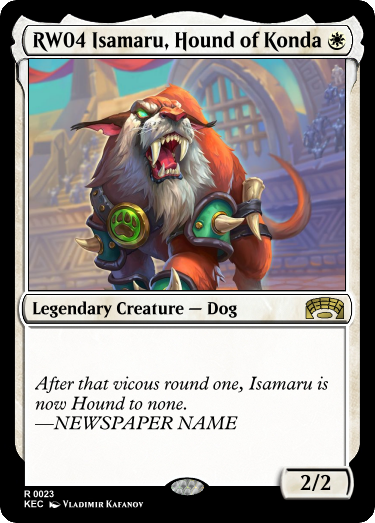 RW04 Isamaru, Hound of Konda
Legendary Creature — Dog
After that vicous round one, Isamaru is
now Hound to none.
—NEWSPAPER NAME
2/2
R 0023
KEC Vladimir Kafanov